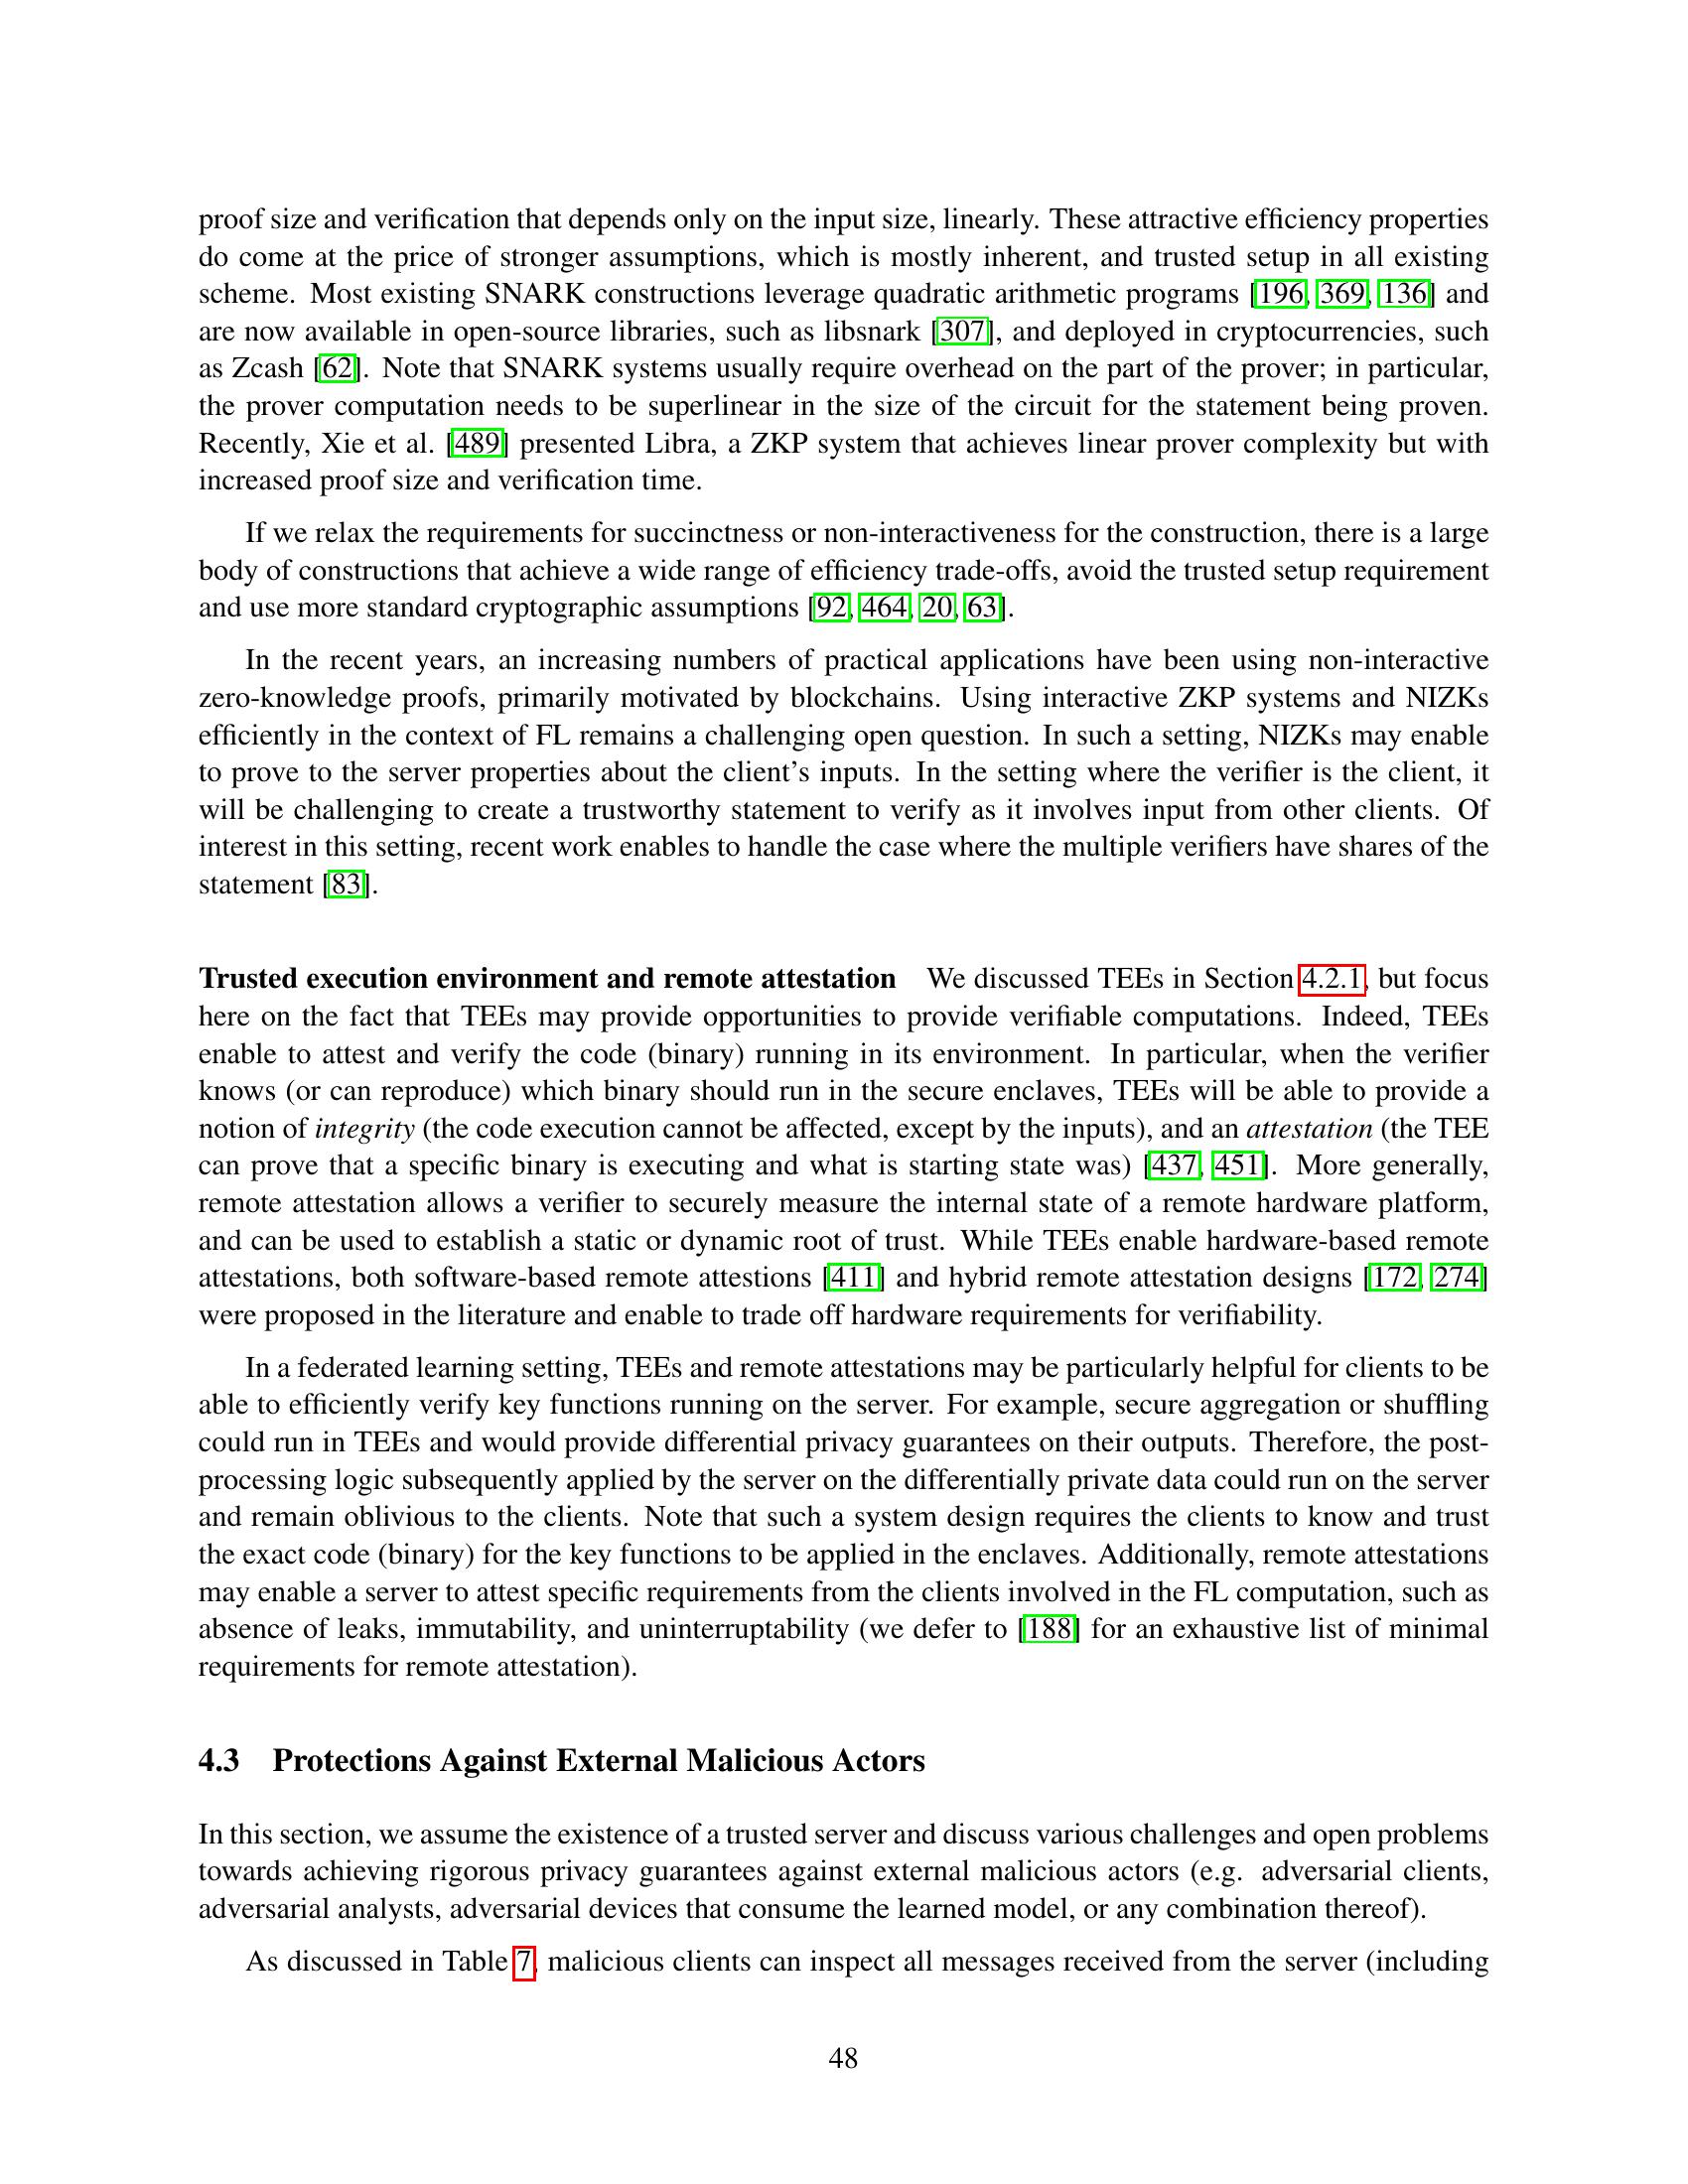 proof size and verification that depends only on the input size, linearly. These attractive efficiency properties
do come at the price of stronger assumptions, which is mostly inherent, and trusted setup in all existing
scheme. Most existing SNARK constructions leverage quadratic arithmetic programs [196, 369, 136] and
are now available in open-source libraries, such as libsnark [307], and deployed in cryptocurrencies, such
as Zcash [62]. Note that SNARK systems usually require overhead on the part of the prover; in particular,
the prover computation needs to be superlinear in the size of the circuit for the statement being proven.
Recently, Xie et al. [489] presented Libra, a ZKP system that achieves linear prover complexity but with
increased proof size and verification time.
If we relax the requirements for succinctness or non-interactiveness for the construction, there is a large
body of constructions that achieve a wide range of efficiency trade-offs, avoid the trusted setup requirement
and use more standard cryptographic assumptions [92, 464, 20, 63].
In the recent years, an increasing numbers of practical applications have been using non-interactive
zero-knowledge proofs, primarily motivated by blockchains. Using interactive ZKP systems and NIZKs
efficiently in the context of FL remains a challenging open question. In such a setting, NIZKs may enable
to prove to the server properties about the client's inputs. In the setting where the verifier is the client, it
will be challenging to create a trustworthy statement to verify as it involves input from other clients. Of
interest in this setting, recent work enables to handle the case where the multiple verifiers have shares of the
statement [83].
Trusted execution environment and remote attestation We discussed TEEs in Section 4.2.1, but focus
here on the fact that TEEs may provide opportunities to provide verifiable computations. Indeed, TEEs
enable to attest and verify the code (binary) running in its environment. In particular, when the verifier
knows (or can reproduce) which binary should run in the secure enclaves, TEEs will be able to provide a
notion of integrity (the code execution cannot be affected, except by the inputs), and an attestation (the TEE
can prove that a specific binary is executing and what is starting state was) [437, 451]. More generally,
remote attestation allows a verifier to securely measure the internal state of a remote hardware platform,
and can be used to establish a static or dynamic root of trust. While TEEs enable hardware-based remote
attestations, both software-based remote attestions [411] and hybrid remote attestation designs [172, 274]
were proposed in the literature and enable to trade off hardware requirements for verifiability.
In a federated learning setting, TEEs and remote attestations may be particularly helpful for clients to be
able to efficiently verify key functions running on the server. For example, secure aggregation or shuffling
could run in TEEs and would provide differential privacy guarantees on their outputs. Therefore, the post-
processing logic subsequently applied by the server on the differentially private data could run on the server
and remain oblivious to the clients. Note that such a system design requires the clients to know and trust
the exact code (binary) for the key functions to be applied in the enclaves. Additionally, remote attestations
may enable a server to attest specific requirements from the clients involved in the FL computation, such as
absence of leaks, immutability, and uninterruptability (we defer to [188] for an exhaustive list of minimal
requirements for remote attestation).
4.3 Protections Against External Malicious Actors
In this section, we assume the existence of a trusted server and discuss various challenges and open problems
towards achieving rigorous privacy guarantees against external malicious actors (e.g. adversarial clients,
adversarial analysts, adversarial devices that consume the learned model, or any combination thereof).
As discussed in Table 7, malicious clients can inspect all messages received from the server (including
48